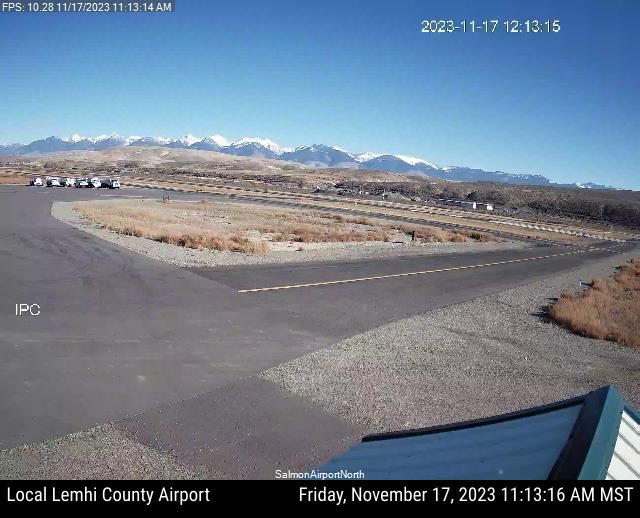 FPS: 10.28 11/17/2023 11:13:14 AM
2023-11-17 12:13:15
IPC
SalmonAirportNorth
Local Lemhi County Airport Friday, November 17, 2023 11:13:16 AM MST